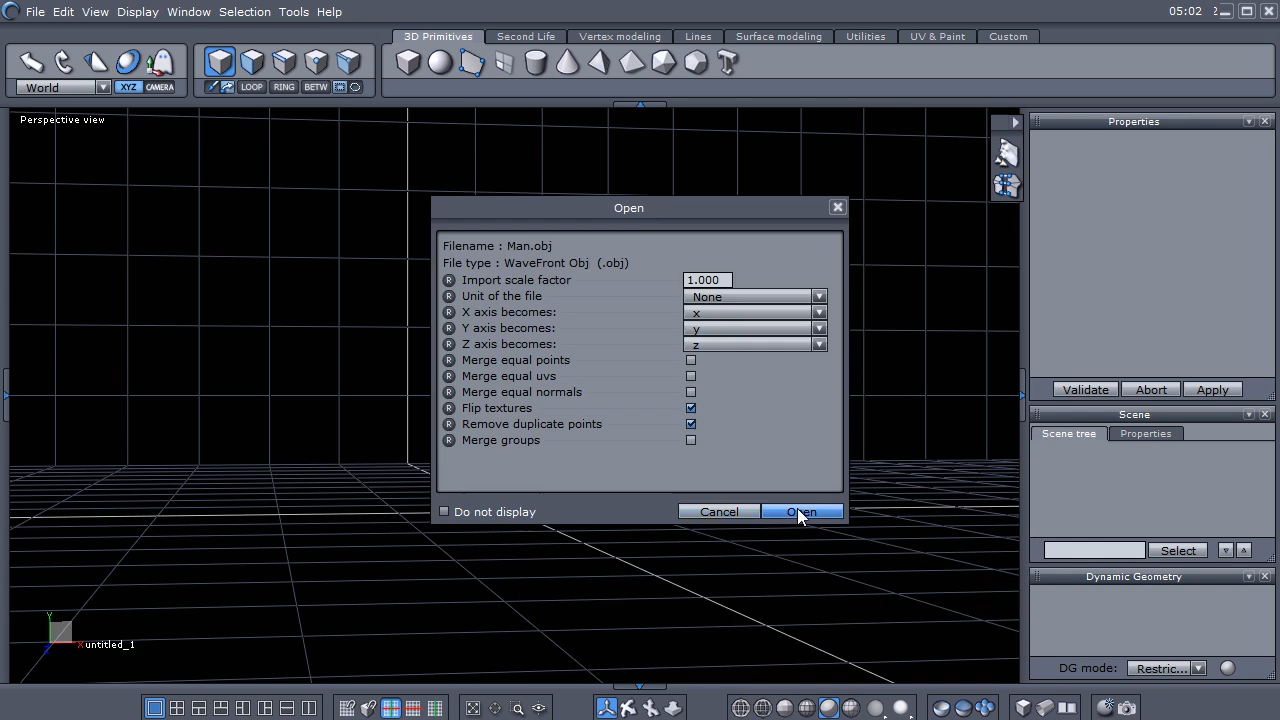 File Edit View Display Window Selection Tools Help 05:02
3D Primitives Second Life Vertex modeling Lines Surface modeling Utilities UV & Paint Custom
World XYZ CAMERA LOOP RING BETW
Perspective view
Properties
Open
Filename : Man.obj
File type : WaveFront Obj (.obj)
R Import scale factor 1.000
R Unit of the file None
R X axis becomes: x
R Y axis becomes: y
R Z axis becomes: z
R Merge equal points
R Merge equal uvs
R Merge equal normals
R Flip textures
R Remove duplicate points
R Merge groups
Do not display Cancel Open
Validate Abort Apply
Scene
Scene tree Properties
Select
Dynamic Geometry
DG mode: Restric...
Y
X
Z
untitled_1